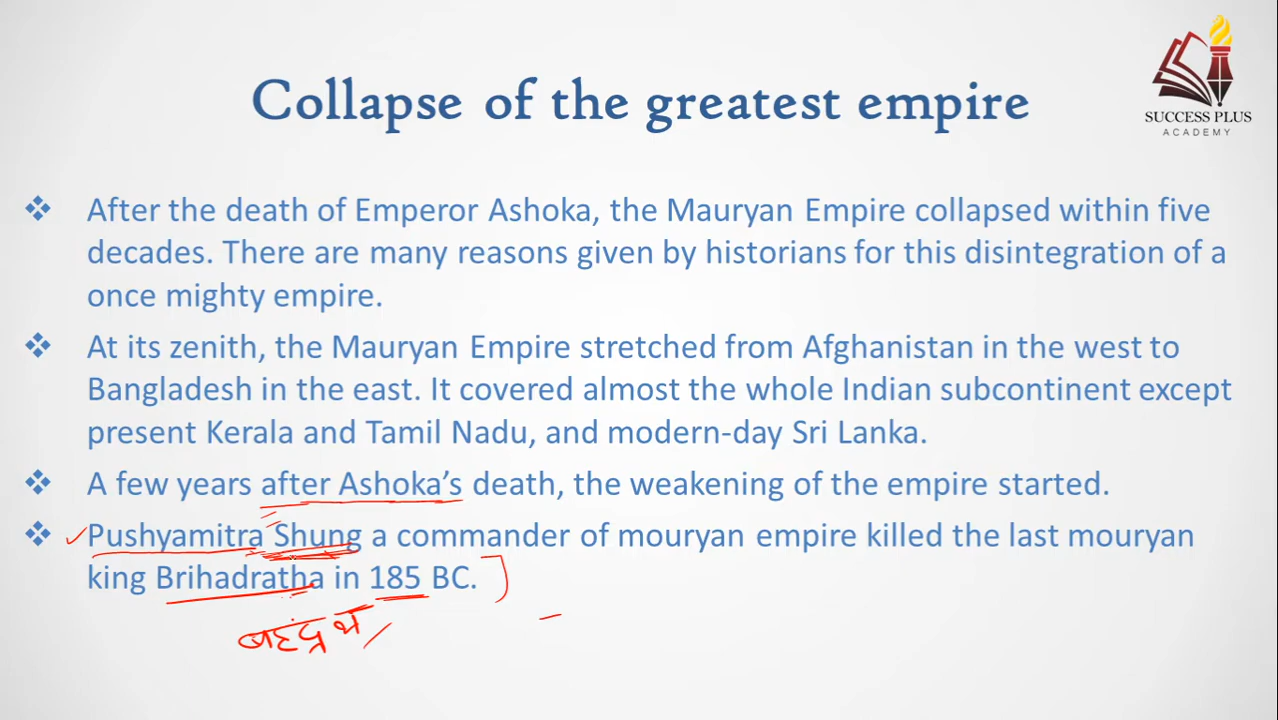 SUCCESS PLUS
ACADEMY
Collapse of the greatest empire
After the death of Emperor Ashoka, the Mauryan Empire collapsed within five
decades. There are many reasons given by historians for this disintegration of a
once mighty empire.
At its zenith, the Mauryan Empire stretched from Afghanistan in the west to
Bangladesh in the east. It covered almost the whole Indian subcontinent except
present Kerala and Tamil Nadu, and modern-day Sri Lanka.
A few years after Ashoka's death, the weakening of the empire started.
Pushyamitra Shung a commander of mouryan empire killed the last mouryan
king Brihadratha in 185 BC.